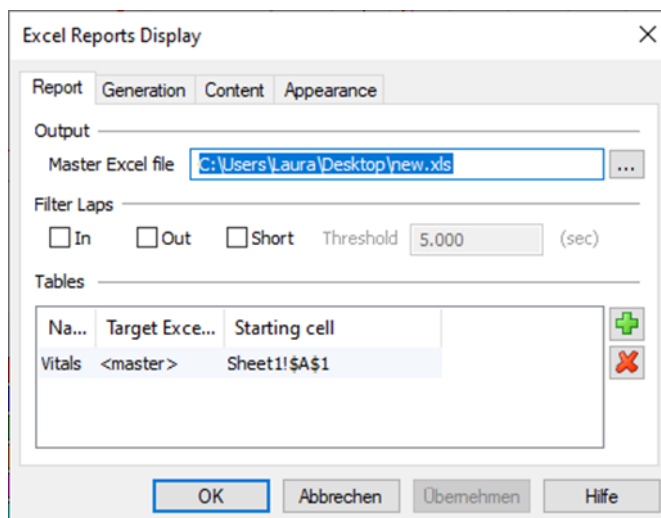 Excel Reports Display
Report Generation Content Appearance
Output
Master Excel file C:\Users\Laura\Desktop\new.xls ...
Filter Laps
In Out Short Threshold 5.000 (sec)
Tables
Na... Target Exce... Starting cell
Vitals <master> Sheet1!$A$1
OK Abbrechen Übernehmen Hilfe